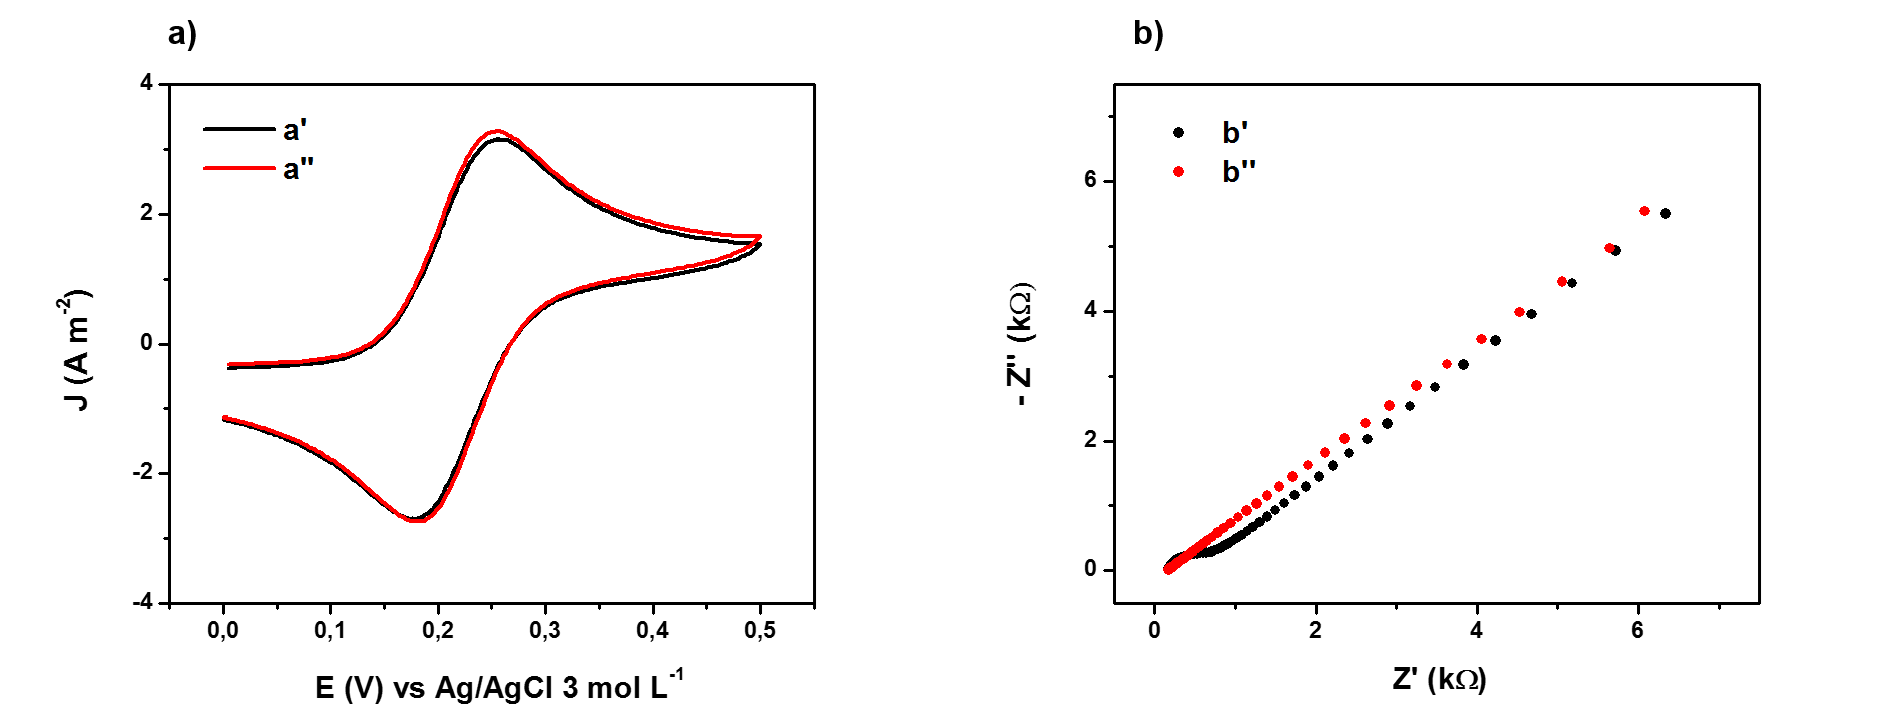 a)
4
2
0
-2
-4
a'
a''
0,0 0,1 0,2 0,3 0,4 0,5
J (A m-2)
E (V) vs Ag/AgCl 3 mol L-1
b)
6
4
2
0
b'
b''
0 2 4 6
- Z'' (kΩ)
Z' (kΩ)